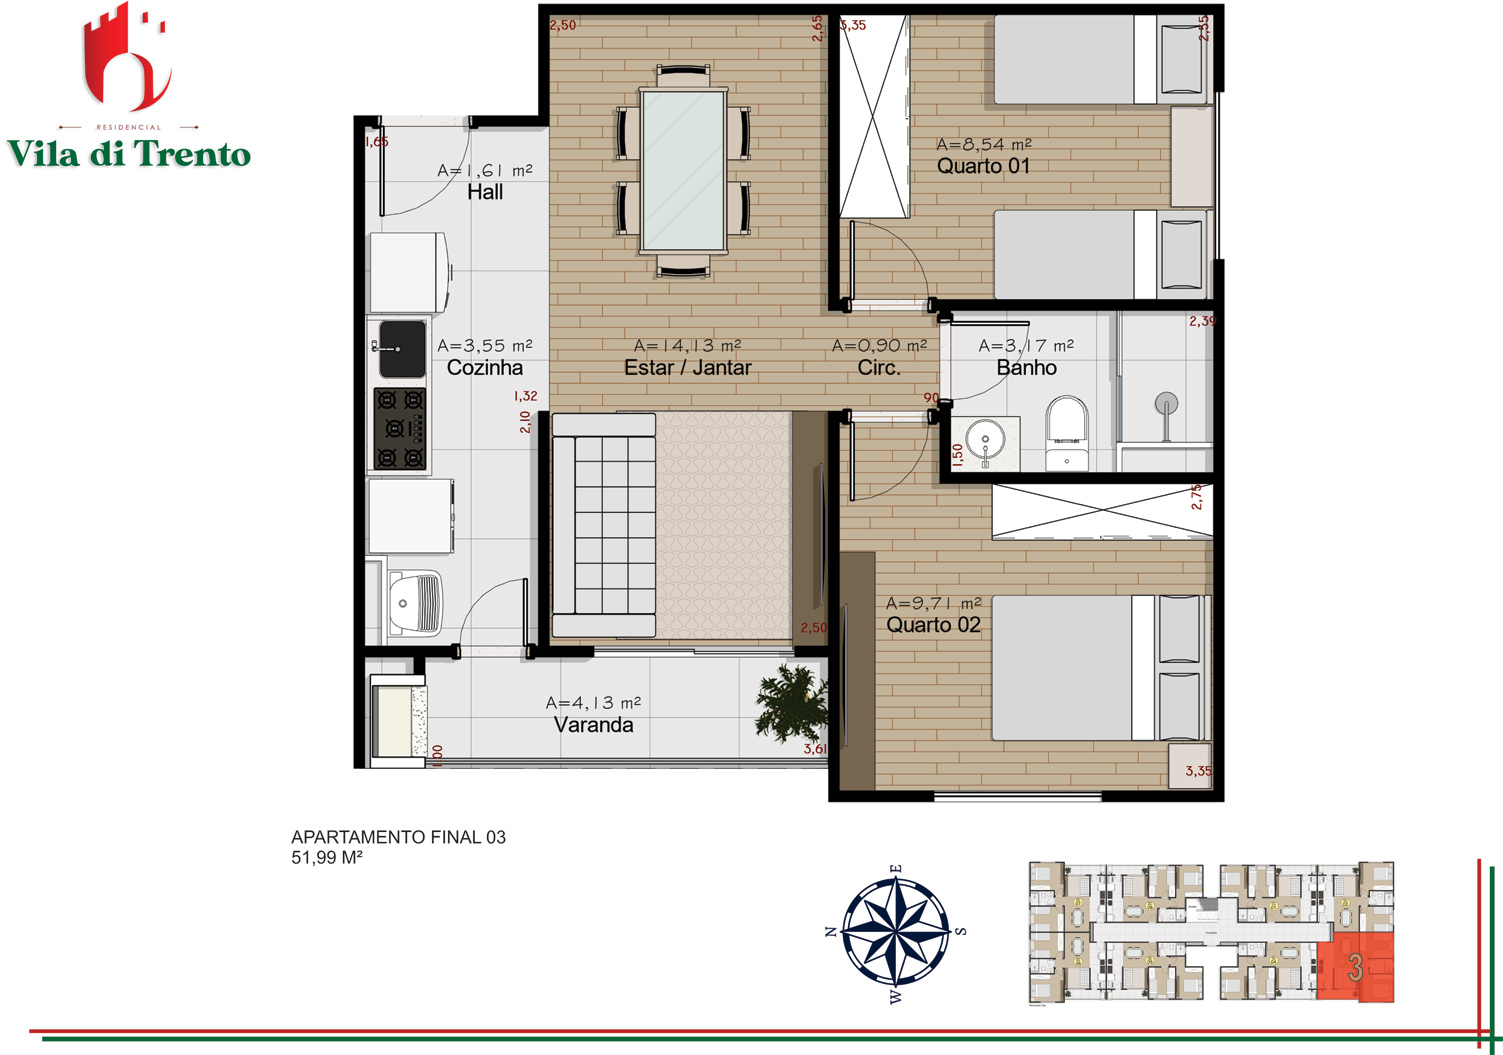 RESIDENCIAL
Vila di Trento
2,50
2,65
3,35
2,55
1,65
A=1,61 m²
Hall
A=8,54 m²
Quarto 01
A=3,55 m²
Cozinha
A=14,13 m²
Estar / Jantar
A=0,90 m²
Circ.
A=3,17 m²
Banho
2,39
1,32
2,10
90
1,50
2,75
A=9,71 m²
Quarto 02
2,50
A=4,13 m²
Varanda
1,00
3,61
3,35
APARTAMENTO FINAL 03
51,99 M²
E
N
S
W
3